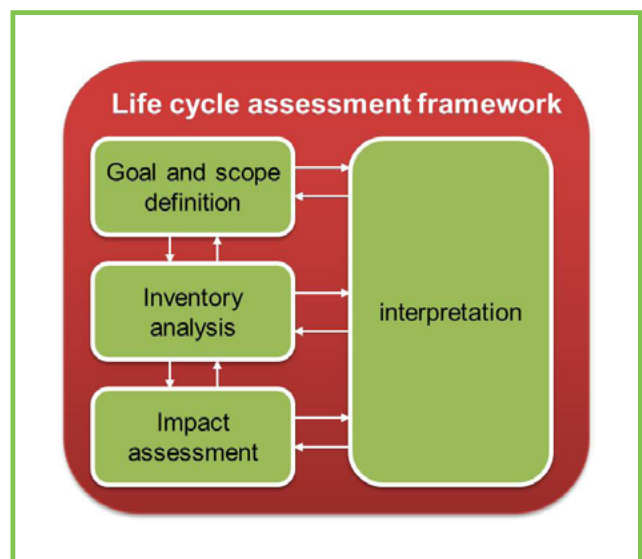 Life cycle assessment framework
Goal and scope
definition
Inventory
analysis
Impact
assessment
interpretation